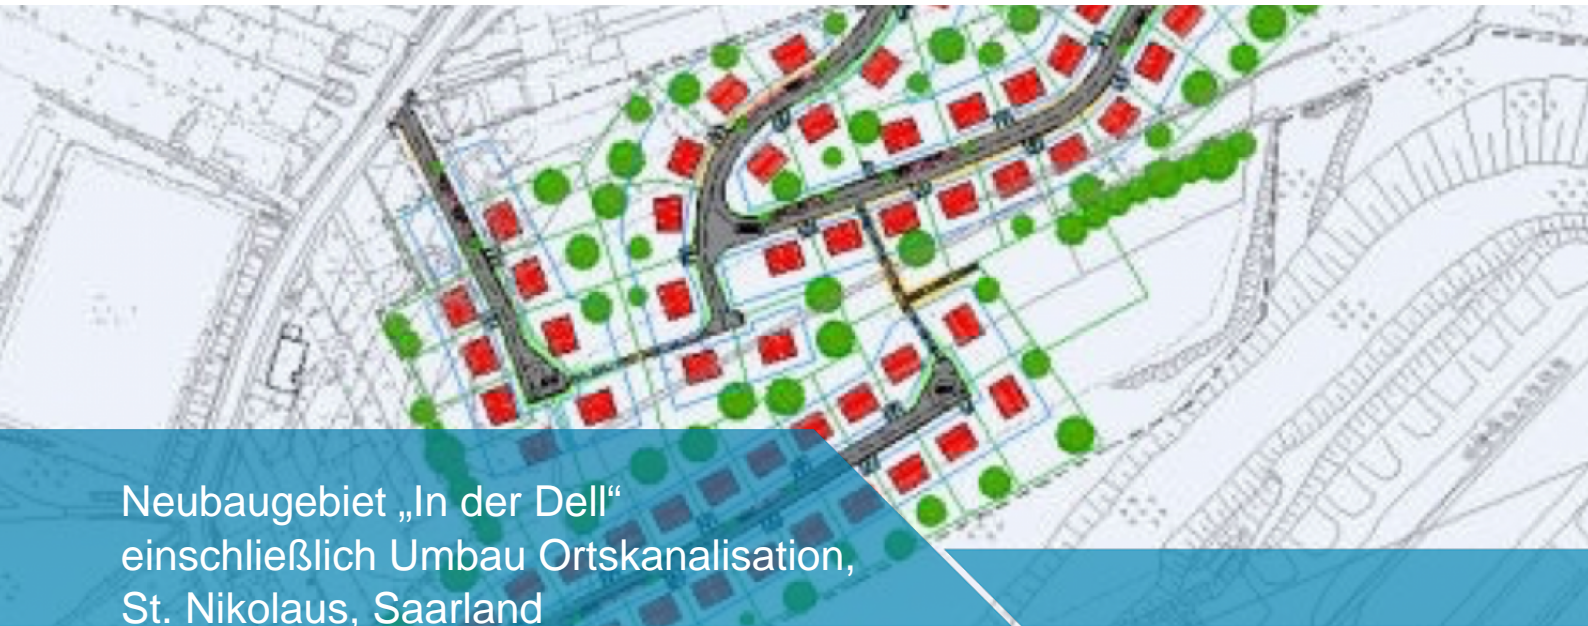 Neubaugebiet „In der Dell“
einschließlich Umbau Ortskanalisation,
St. Nikolaus, Saarland